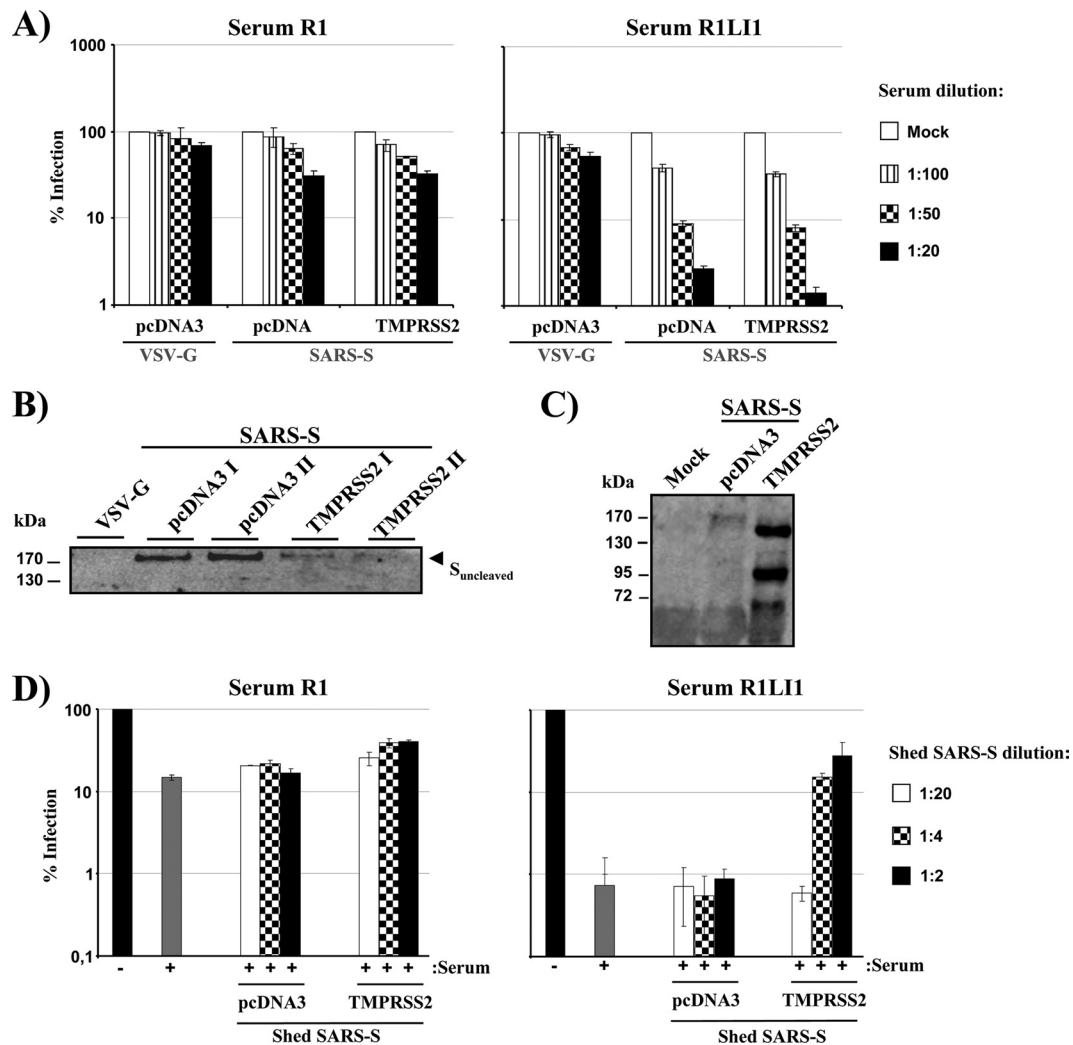 A)
Serum R1
Serum R1LI1
1000
100
10
1
% Infection
pcDNA3
pcDNA
TMPRSS2
VSV-G
SARS-S
pcDNA3
pcDNA
TMPRSS2
VSV-G
SARS-S
Serum dilution:
Mock
1:100
1:50
1:20
B)
SARS-S
VSV-G
pcDNA3 I
pcDNA3 II
TMPRSS2 I
TMPRSS2 II
kDa
170
130
Suncleaved
C)
SARS-S
Mock
pcDNA3
TMPRSS2
kDa
170
130
95
72
D)
Serum R1
Serum R1LI1
100
10
1
0,1
% Infection
- + + + + + + + :Serum
pcDNA3
TMPRSS2
Shed SARS-S
- + + + + + + + :Serum
pcDNA3
TMPRSS2
Shed SARS-S
Shed SARS-S dilution:
1:20
1:4
1:2